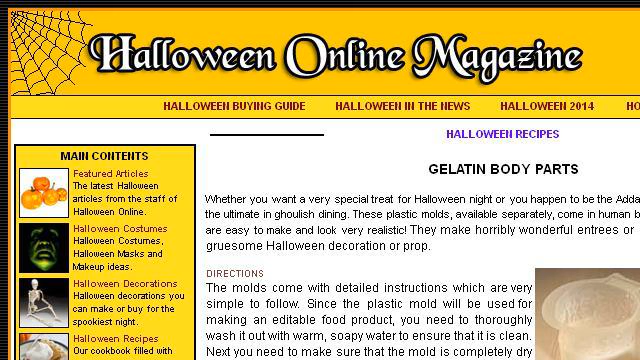 Halloween Online Magazine
HALLOWEEN BUYING GUIDE HALLOWEEN IN THE NEWS HALLOWEEN 2014 HO
HALLOWEEN RECIPES
MAIN CONTENTS
Featured Articles
The latest Halloween
articles from the staff of
Halloween Online.
Halloween Costumes
Halloween Costumes,
Halloween Masks and
Makeup ideas.
Halloween Decorations
Halloween decorations you
can make or buy for the
spookiest night.
Halloween Recipes
Our cookbook filled with
GELATIN BODY PARTS
Whether you want a very special treat for Halloween night or you happen to be the Adda
the ultimate in ghoulish dining. These plastic molds, available separately, come in human b
are easy to make and look very realistic! They make horribly wonderful entrees or
gruesome Halloween decoration or prop.
DIRECTIONS
The molds come with detailed instructions which are very
simple to follow. Since the plastic mold will be used for
making an editable food product, you need to thoroughly
wash it out with warm, soapy water to ensure that it is clean.
Next you need to make sure that the mold is completely dry